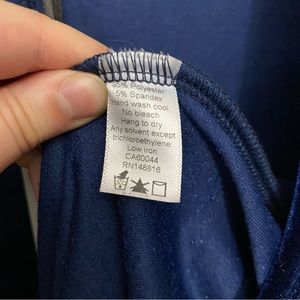 95% Polyester
5% Spandex
Hand wash cool
No bleach
Hang to dry
Any solvent except
trichloroethylene
Low iron
CA60044
RN148816